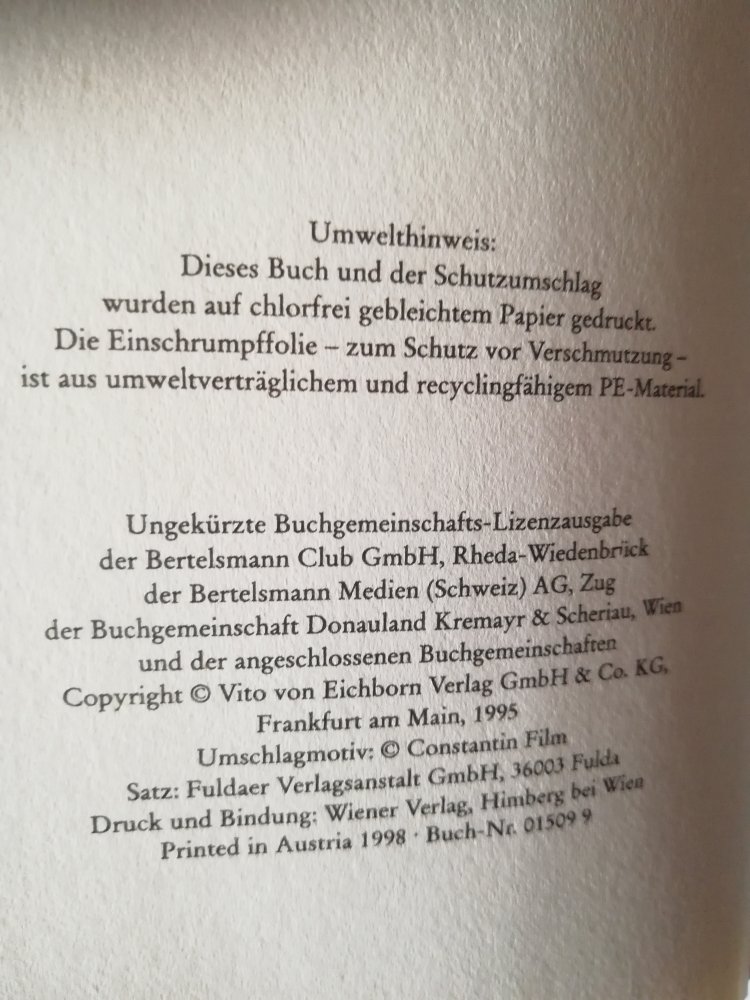 Umwelthinweis:
Dieses Buch und der Schutzumschlag
wurden auf chlorfrei gebleichtem Papier gedruckt.
Die Einschrumpffolie – zum Schutz vor Verschmutzung –
ist aus umweltverträglichem und recyclingfähigem PE-Material.
Ungekürzte Buchgemeinschafts-Lizenzausgabe
der Bertelsmann Club GmbH, Rheda-Wiedenbrück
der Bertelsmann Medien (Schweiz) AG, Zug
der Buchgemeinschaft Donauland Kremayr & Scheriau, Wien
und der angeschlossenen Buchgemeinschaften
Copyright © Vito von Eichborn Verlag GmbH & Co. KG,
Frankfurt am Main, 1995
Umschlagmotiv: © Constantin Film
Satz: Fuldaer Verlagsanstalt GmbH, 36003 Fulda
Druck und Bindung: Wiener Verlag, Himberg bei Wien
Printed in Austria 1998 · Buch-Nr. 01509 9